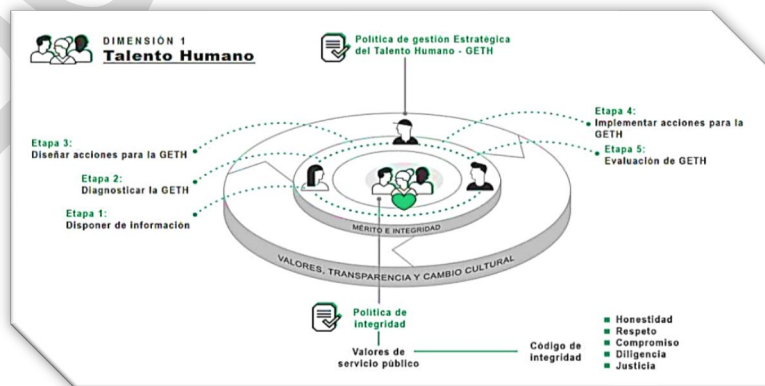 DIMENSIÓN 1
Talento Humano
Política de gestión Estratégica
del Talento Humano - GETH
Etapa 3:
Diseñar acciones para la GETH
Etapa 2:
Diagnosticar la GETH
Etapa 1:
Disponer de información
Etapa 4:
Implementar acciones para la
GETH
Etapa 5:
Evaluación de GETH
MÉRITO E INTEGRIDAD
VALORES, TRANSPARENCIA Y CAMBIO CULTURAL
Política de
integridad
Valores de
servicio público
Código de
integridad
Honestidad
Respeto
Compromiso
Diligencia
Justicia